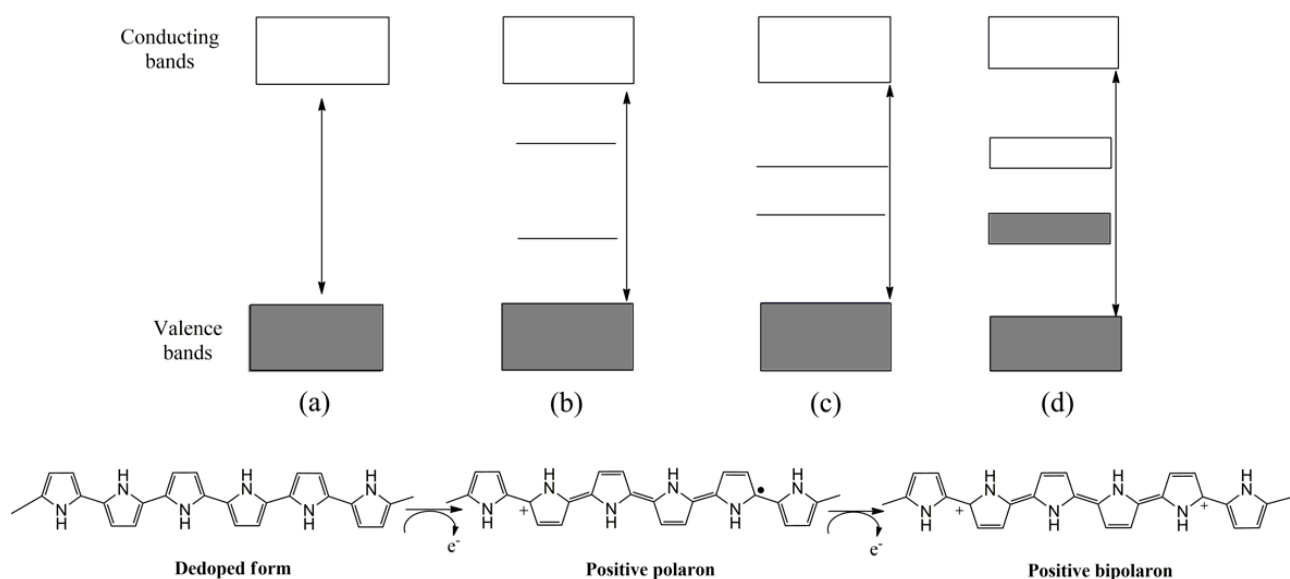 Conducting
bands
Valence
bands
(a)
(b)
(c)
(d)
H
N
N
H
H
N
N
H
H
N
N
H
e-
H
N
N
H
H
N
N
H
H
N
N
H
+
•
e-
H
N
N
H
H
N
N
H
H
N
N
H
+
+
Dedoped form
Positive polaron
Positive bipolaron